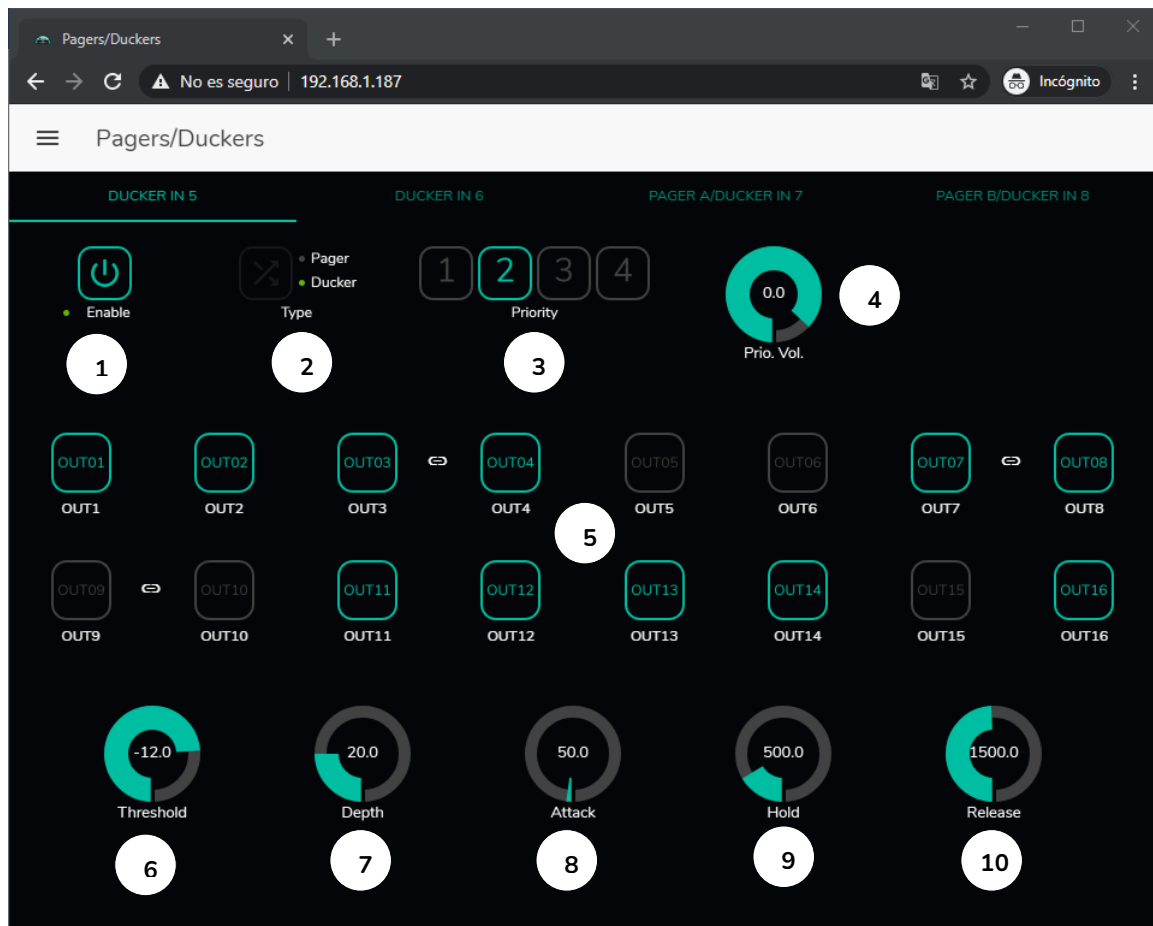 Pagers/Duckers
No es seguro | 192.168.1.187 Incógnito
Pagers/Duckers
DUCKER IN 5 DUCKER IN 6 PAGER A/DUCKER IN 7 PAGER B/DUCKER IN 8
Pager
Ducker
1 2 3 4
0.0
Enable Type Priority
Prio. Vol.
1 2 3 4
OUT01 OUT02 OUT03 OUT04 OUT05 OUT06 OUT07 OUT08
OUT1 OUT2 OUT3 OUT4 OUT5 OUT6 OUT7 OUT8
5
OUT09 OUT10 OUT11 OUT12 OUT13 OUT14 OUT15 OUT16
OUT9 OUT10 OUT11 OUT12 OUT13 OUT14 OUT15 OUT16
-12.0 20.0 50.0 500.0 1500.0
Threshold Depth Attack Hold Release
6 7 8 9 10